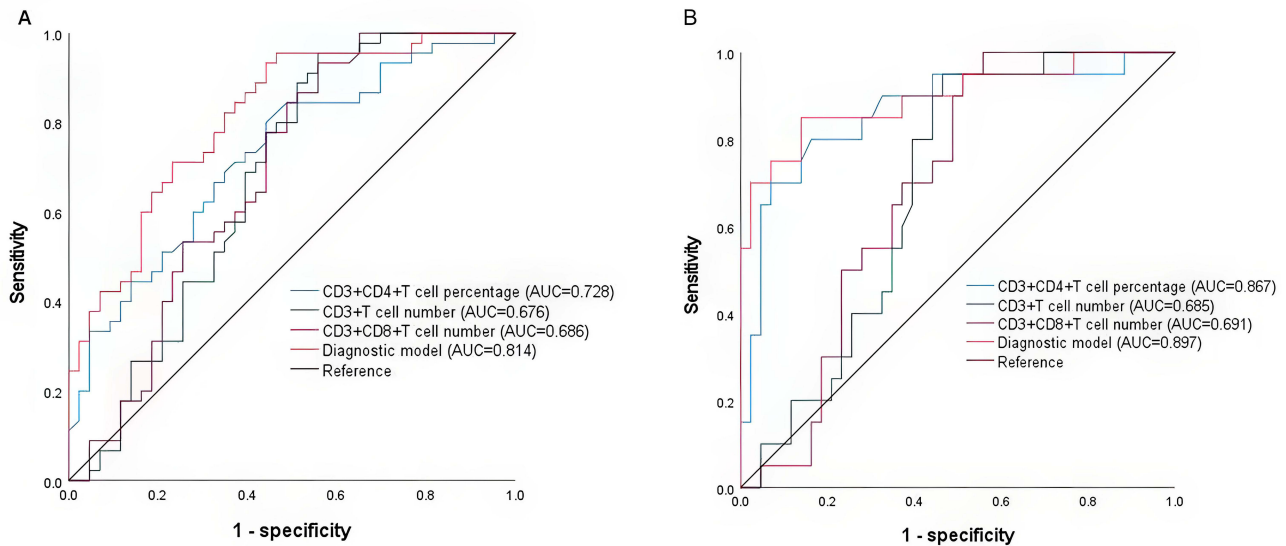 A
1.0
0.8
0.6
0.4
0.2
0.0
Sensitivity
0.0 0.2 0.4 0.6 0.8 1.0
1 - specificity
CD3+CD4+T cell percentage (AUC=0.728)
CD3+T cell number (AUC=0.676)
CD3+CD8+T cell number (AUC=0.686)
Diagnostic model (AUC=0.814)
Reference
B
1.0
0.8
0.6
0.4
0.2
0.0
Sensitivity
0.0 0.2 0.4 0.6 0.8 1.0
1 - specificity
CD3+CD4+T cell percentage (AUC=0.867)
CD3+T cell number (AUC=0.685)
CD3+CD8+T cell number (AUC=0.691)
Diagnostic model (AUC=0.897)
Reference